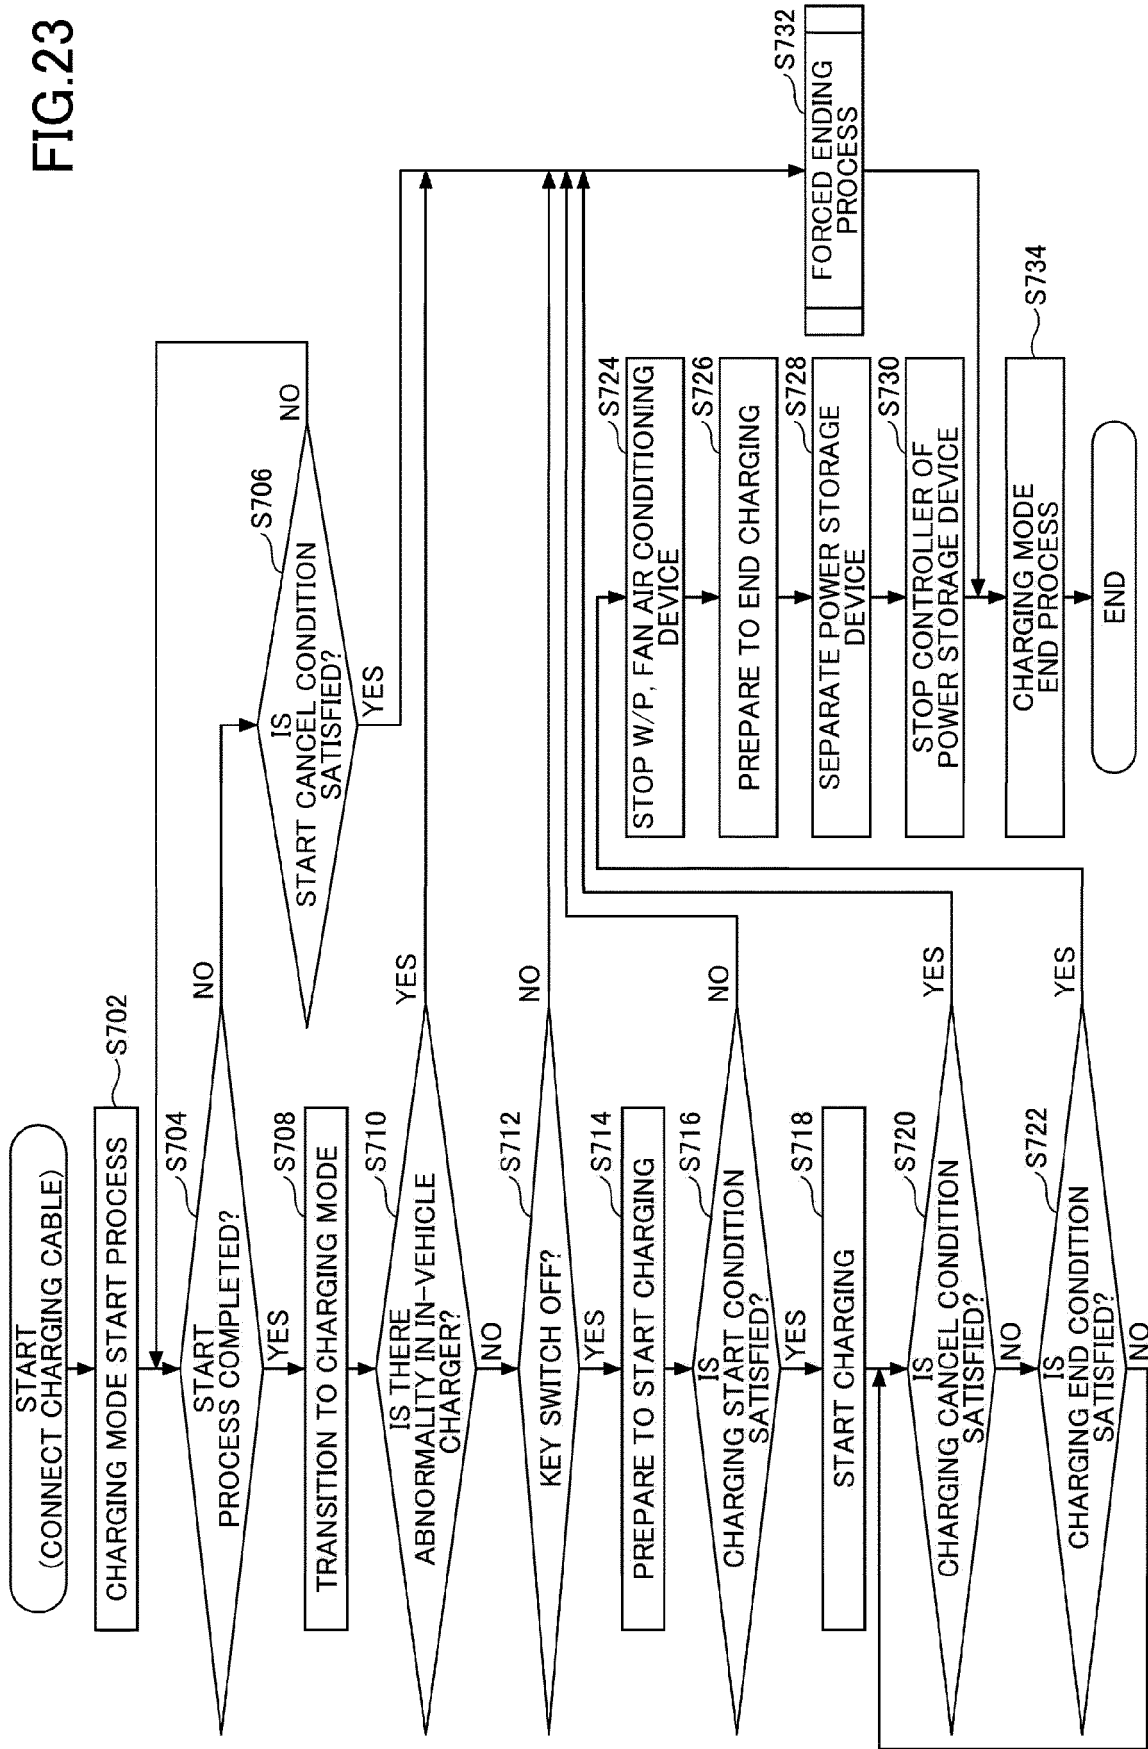 FIG.23
START
(CONNECT CHARGING CABLE)
CHARGING MODE START PROCESS
S702
START
PROCESS COMPLETED?
S704
NO
YES
IS
START CANCEL CONDITION
SATISFIED?
S706
NO
YES
TRANSITION TO CHARGING MODE
S708
IS THERE
ABNORMALITY IN IN-VEHICLE
CHARGER?
S710
YES
NO
KEY SWITCH OFF?
S712
NO
YES
PREPARE TO START CHARGING
S714
IS
CHARGING START CONDITION
SATISFIED?
S716
NO
YES
START CHARGING
S718
IS
CHARGING CANCEL CONDITION
SATISFIED?
S720
YES
NO
IS
CHARGING END CONDITION
SATISFIED?
S722
YES
NO
STOP W/P, FAN AIR CONDITIONING
DEVICE
S724
PREPARE TO END CHARGING
S726
SEPARATE POWER STORAGE
DEVICE
S728
STOP CONTROLLER OF
POWER STORAGE DEVICE
S730
FORCED ENDING
PROCESS
S732
CHARGING MODE
END PROCESS
S734
END